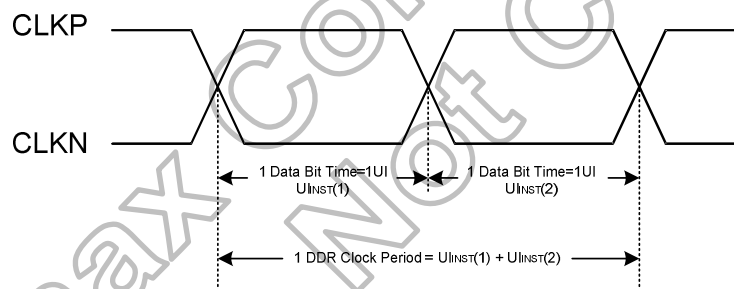 CLKP
CLKN
1 Data Bit Time=1UI
UIINST(1)
1 Data Bit Time=1UI
UIINST(2)
1 DDR Clock Period = UIINST(1) + UIINST(2)
Not